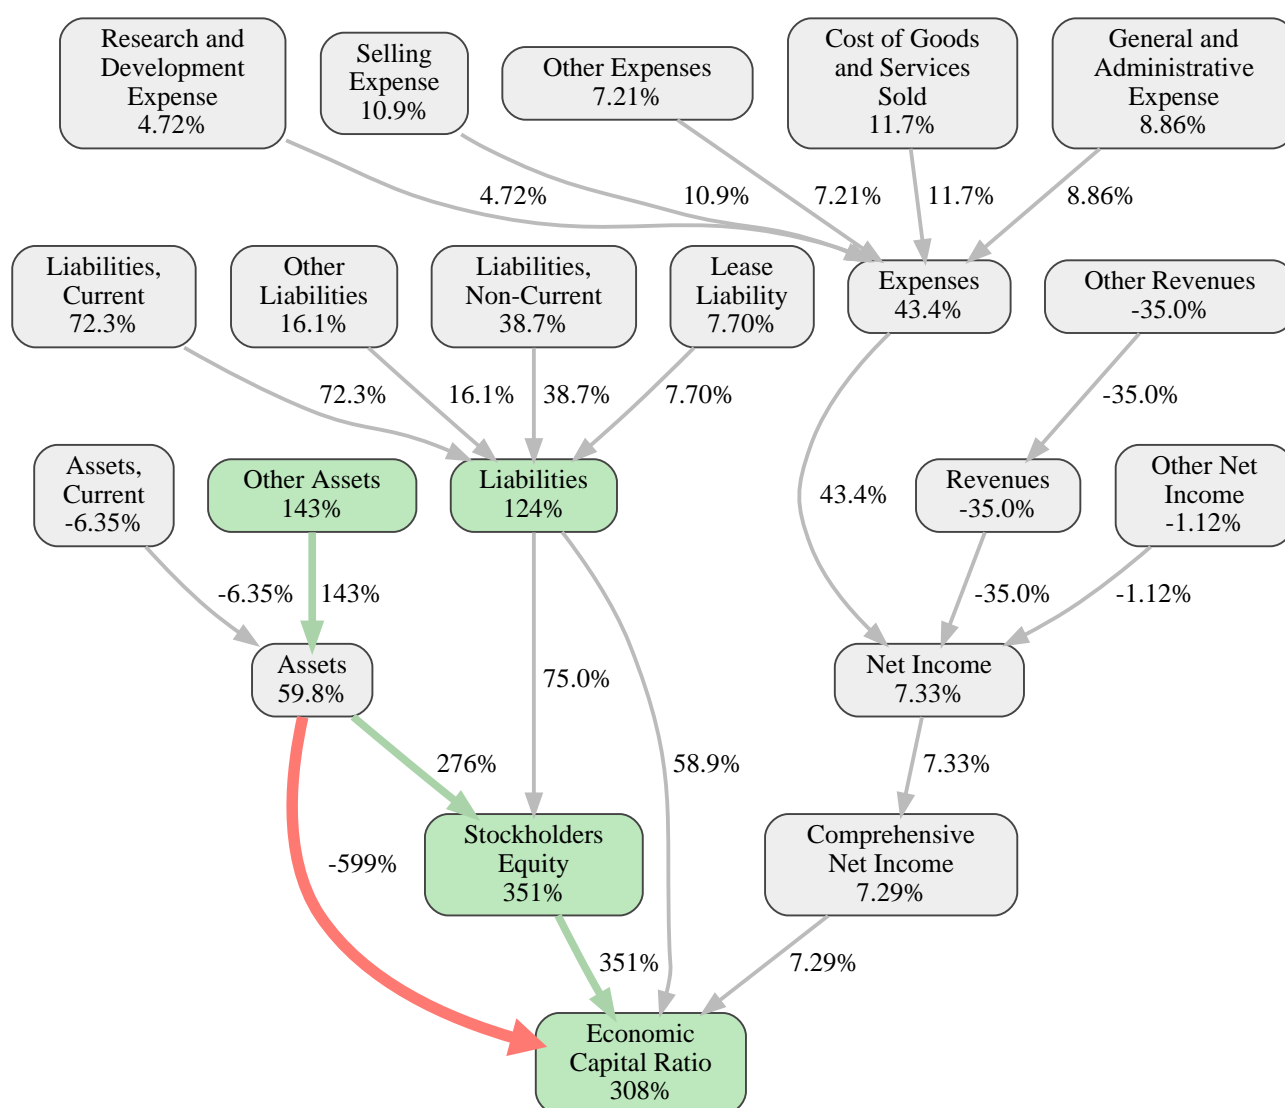 Research and
Development
Expense
4.72%
Selling
Expense
10.9%
Other Expenses
7.21%
Cost of Goods
and Services
Sold
11.7%
General and
Administrative
Expense
8.86%
4.72%
10.9%
7.21%
11.7%
8.86%
Liabilities,
Current
72.3%
Other
Liabilities
16.1%
Liabilities,
Non-Current
38.7%
Lease
Liability
7.70%
Expenses
43.4%
Other Revenues
-35.0%
72.3%
16.1%
38.7%
7.70%
-35.0%
Assets,
Current
-6.35%
Other Assets
143%
Liabilities
124%
43.4%
Revenues
-35.0%
Other Net
Income
-1.12%
-6.35%
143%
-35.0%
-1.12%
Assets
59.8%
75.0%
Net Income
7.33%
276%
58.9%
7.33%
Stockholders
Equity
351%
Comprehensive
Net Income
7.29%
-599%
351%
7.29%
Economic
Capital Ratio
308%